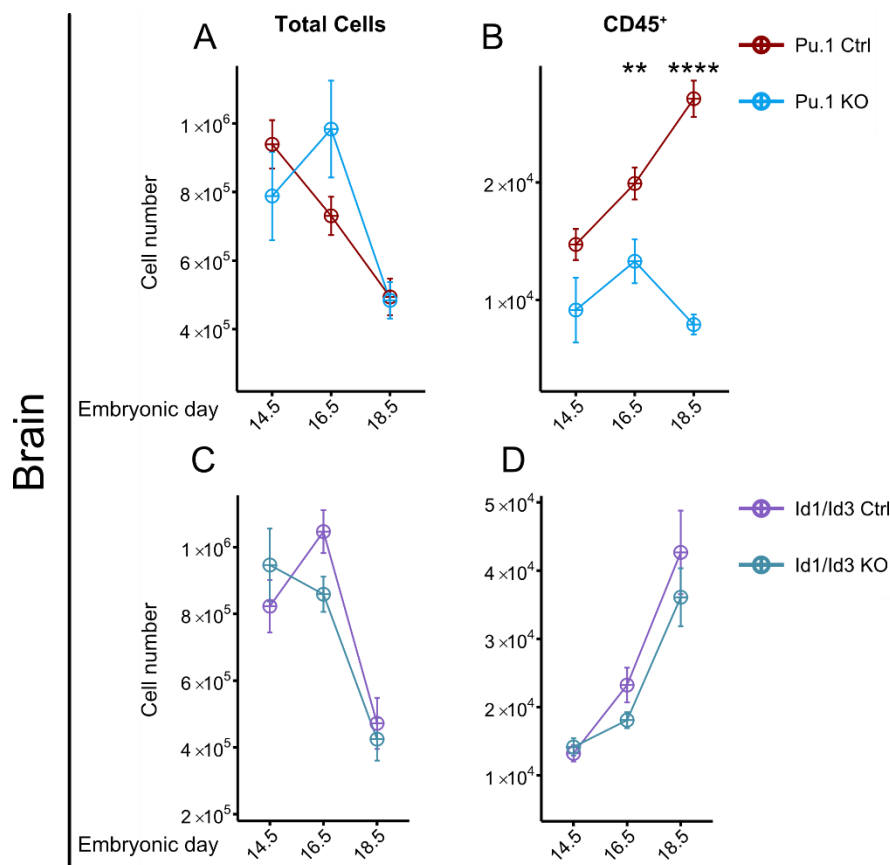 A
Total Cells
B
CD45⁺
Pu.1 Ctrl
Pu.1 KO
** ****
Cell number
1×10⁶
8×10⁵
6×10⁵
4×10⁵
2×10⁴
1×10⁴
Embryonic day
14.5
16.5
18.5
14.5
16.5
18.5
Brain
C
D
Id1/Id3 Ctrl
Id1/Id3 KO
Cell number
1×10⁶
8×10⁵
6×10⁵
4×10⁵
2×10⁵
5×10⁴
4×10⁴
3×10⁴
2×10⁴
1×10⁴
Embryonic day
14.5
16.5
18.5
14.5
16.5
18.5